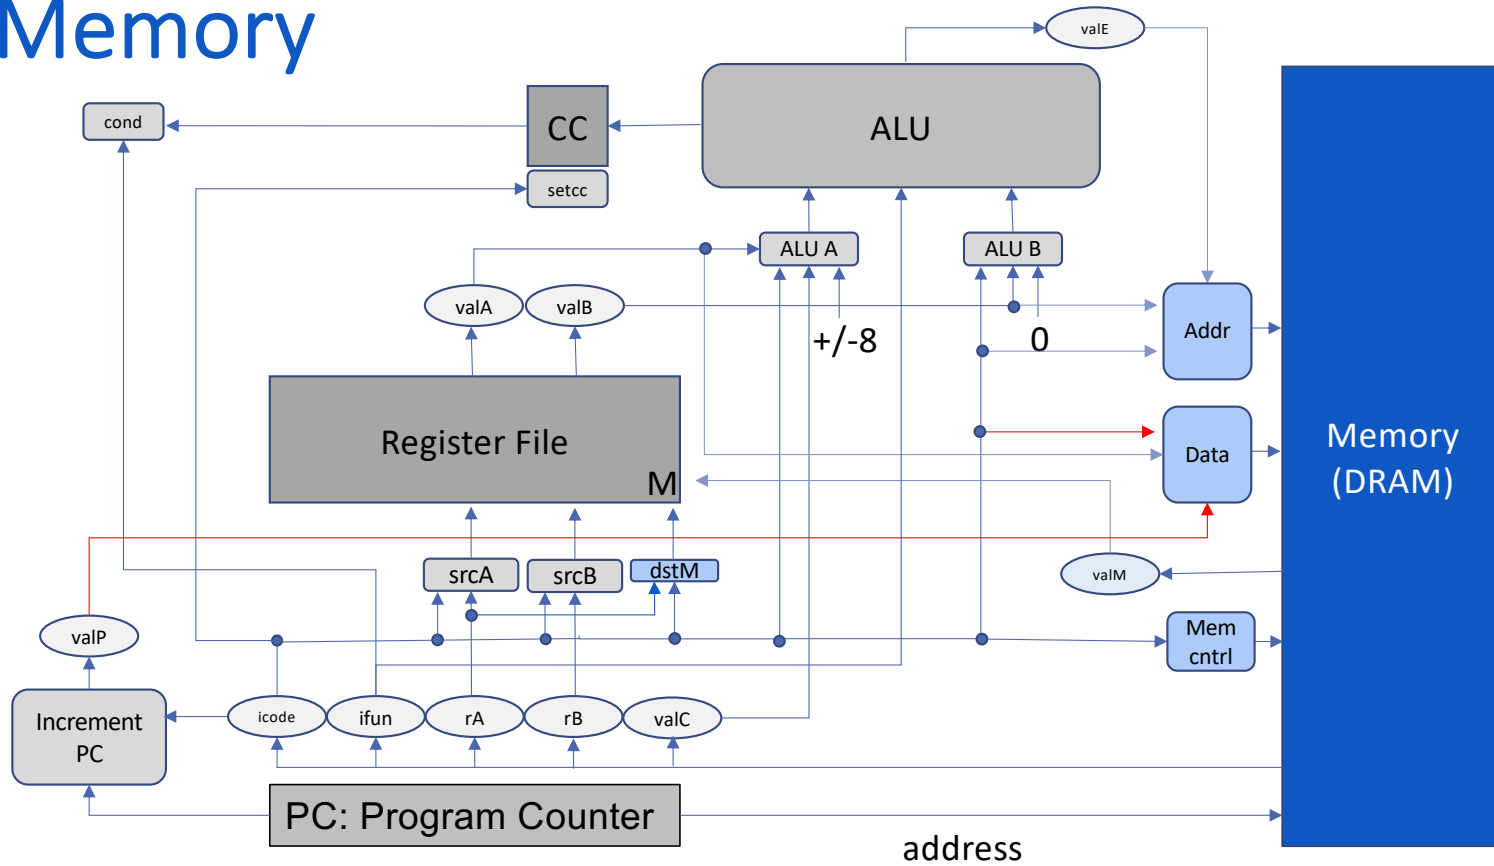 Memory
valE
cond
CC
ALU
setcc
ALU A
ALU B
valA
valB
+/-8
0
Addr
Register File
M
Data
Memory
(DRAM)
srcA
srcB
dstM
valM
valP
Mem
cntrl
Increment
PC
icode
ifun
rA
rB
valC
PC: Program Counter
address